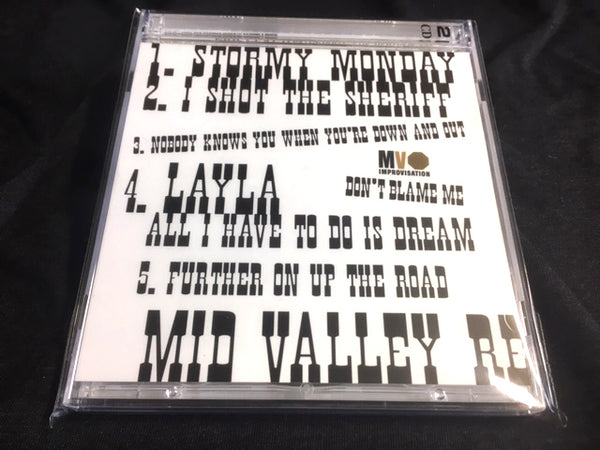 2
CD
1. STORMY MONDAY
2. I SHOT THE SHERIFF
3. NOBODY KNOWS YOU WHEN YOU'RE DOWN AND OUT
MV
IMPROVISATION
4. LAYLA
DON'T BLAME ME
ALL I HAVE TO DO IS DREAM
5. FURTHER ON UP THE ROAD
MID VALLEY RE